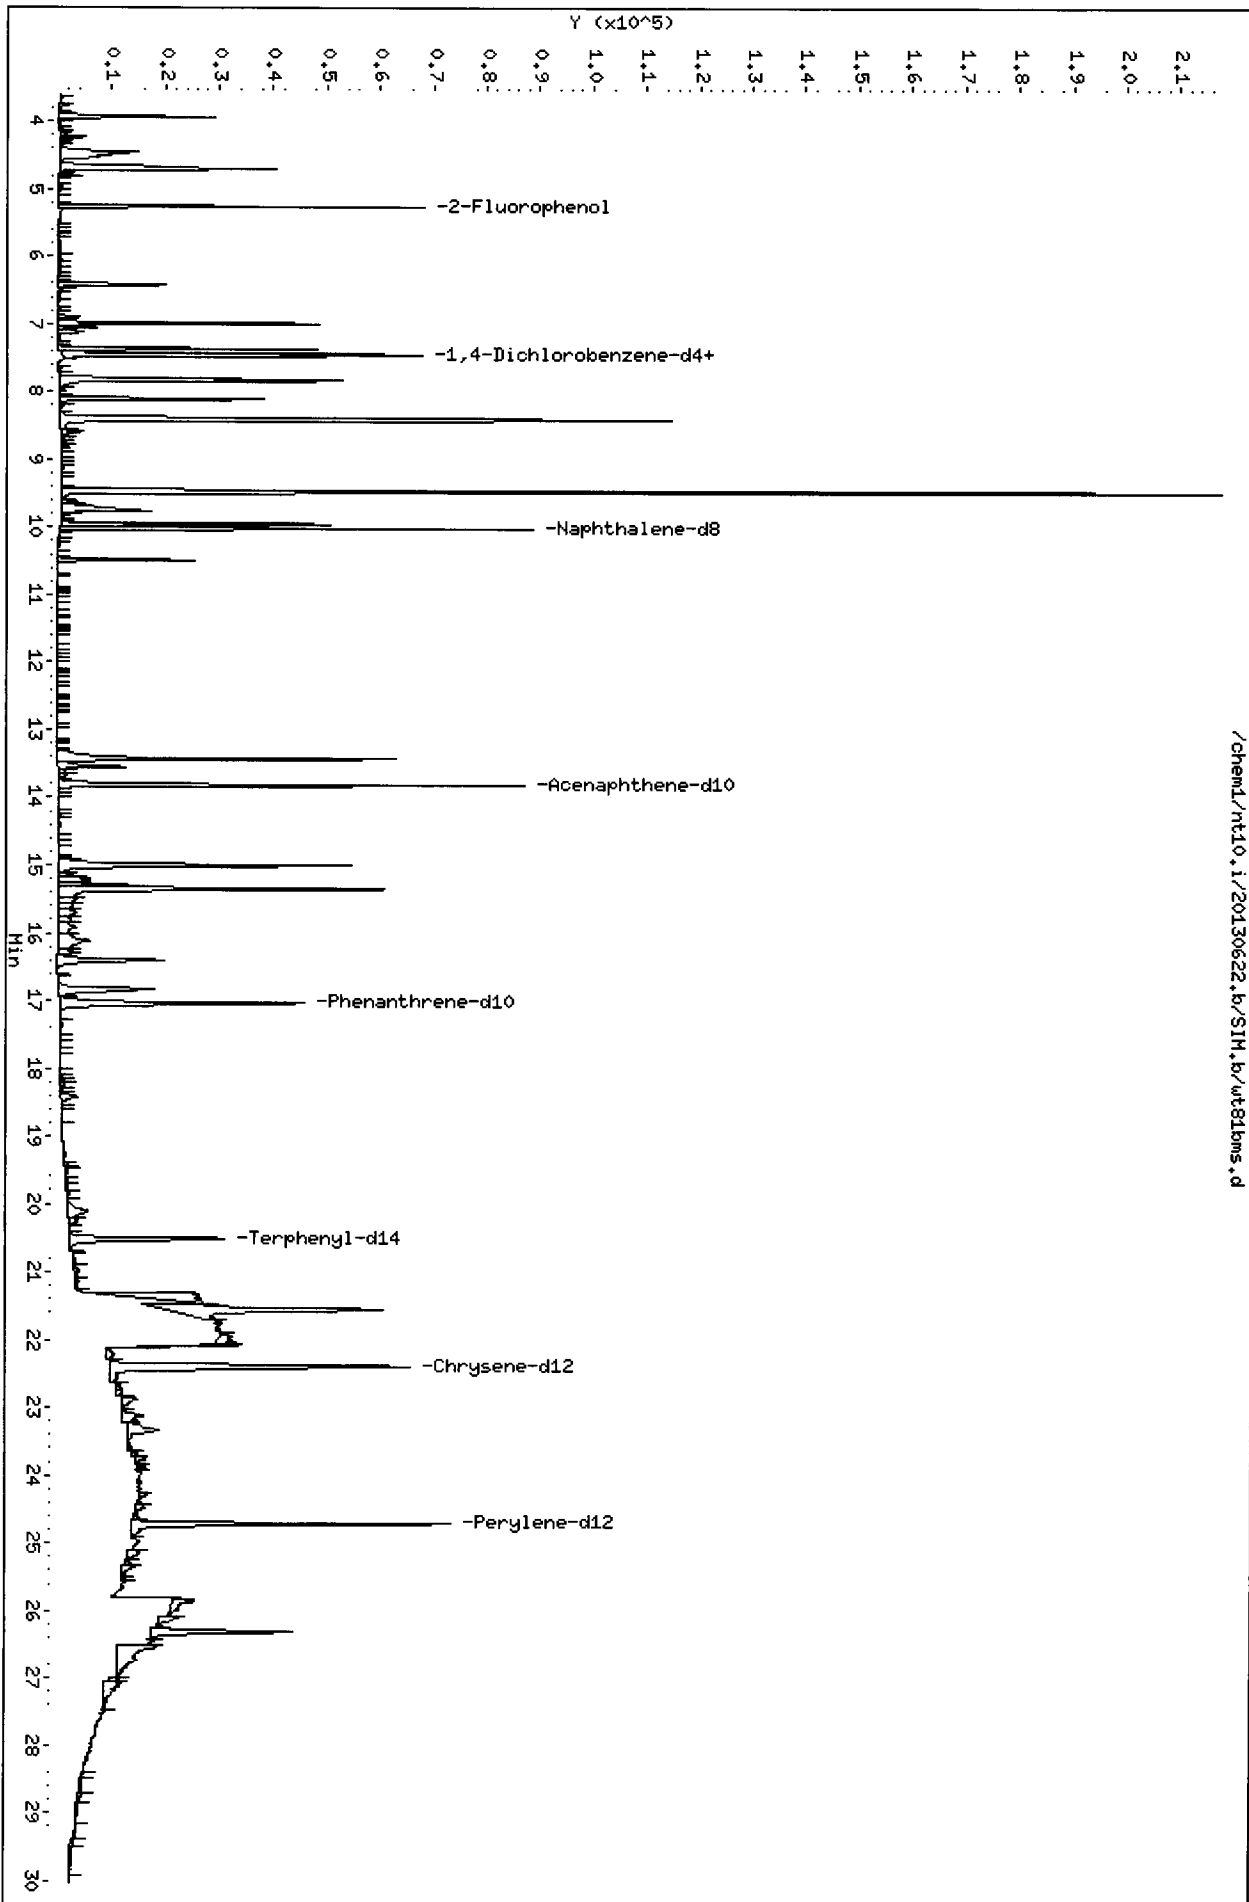 /chem1/nt10.i/20130622.b/SIM.b/wt81bms.d
Y (x10^5)
2.1
2.0
1.9
1.8
1.7
1.6
1.5
1.4
1.3
1.2
1.1
1.0
0.9
0.8
0.7
0.6
0.5
0.4
0.3
0.2
0.1
-2-Fluorophenol
-1,4-Dichlorobenzene-d4+
-Naphthalene-d8
-Acenaphthene-d10
-Phenanthrene-d10
-Terphenyl-d14
-Chrysene-d12
-Perylene-d12
4 5 6 7 8 9 10 11 12 13 14 15 16 17 18 19 20 21 22 23 24 25 26 27 28 29 30
Min